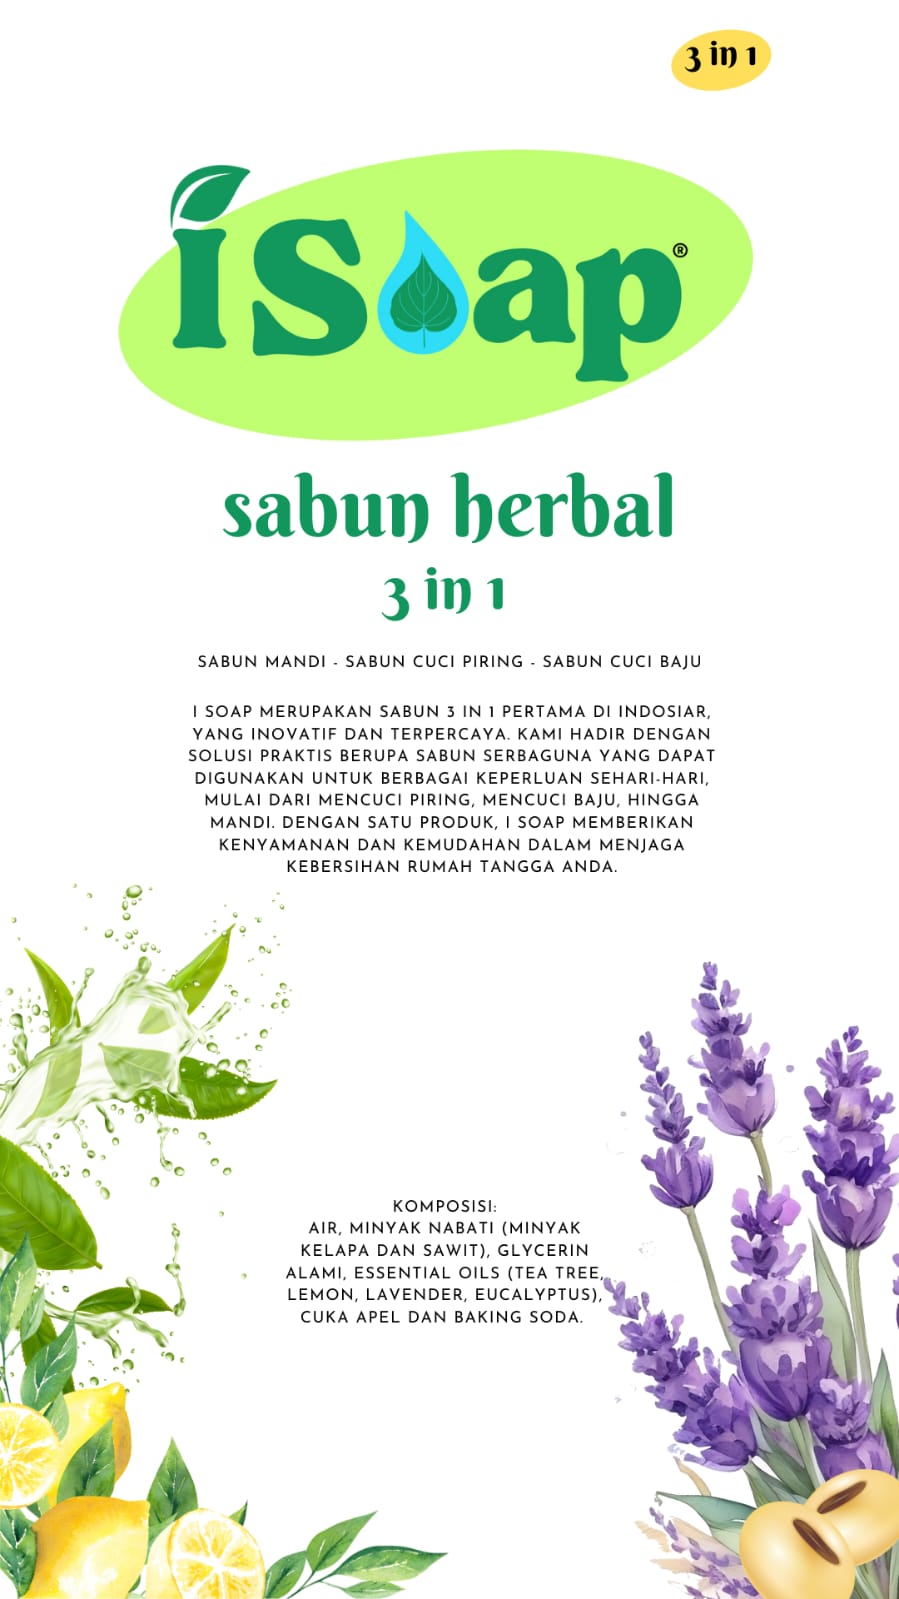 3 in 1
iSoap®
sabun herbal
3 in 1
SABUN MANDI - SABUN CUCI PIRING - SABUN CUCI BAJU
I SOAP MERUPAKAN SABUN 3 IN 1 PERTAMA DI INDOSIAR,
YANG INOVATIF DAN TERPERCAYA. KAMI HADIR DENGAN
SOLUSI PRAKTIS BERUPA SABUN SERBAGUNA YANG DAPAT
DIGUNAKAN UNTUK BERBAGAI KEPERLUAN SEHARI-HARI,
MULAI DARI MENCUCI PIRING, MENCUCI BAJU, HINGGA
MANDI. DENGAN SATU PRODUK, I SOAP MEMBERIKAN
KENYAMANAN DAN KEMUDAHAN DALAM MENJAGA
KEBERSIHAN RUMAH TANGGA ANDA.
KOMPOSISI:
AIR, MINYAK NABATI (MINYAK
KELAPA DAN SAWIT), GLYCERIN
ALAMI, ESSENTIAL OILS (TEA TREE,
LEMON, LAVENDER, EUCALYPTUS),
CUKA APEL DAN BAKING SODA.